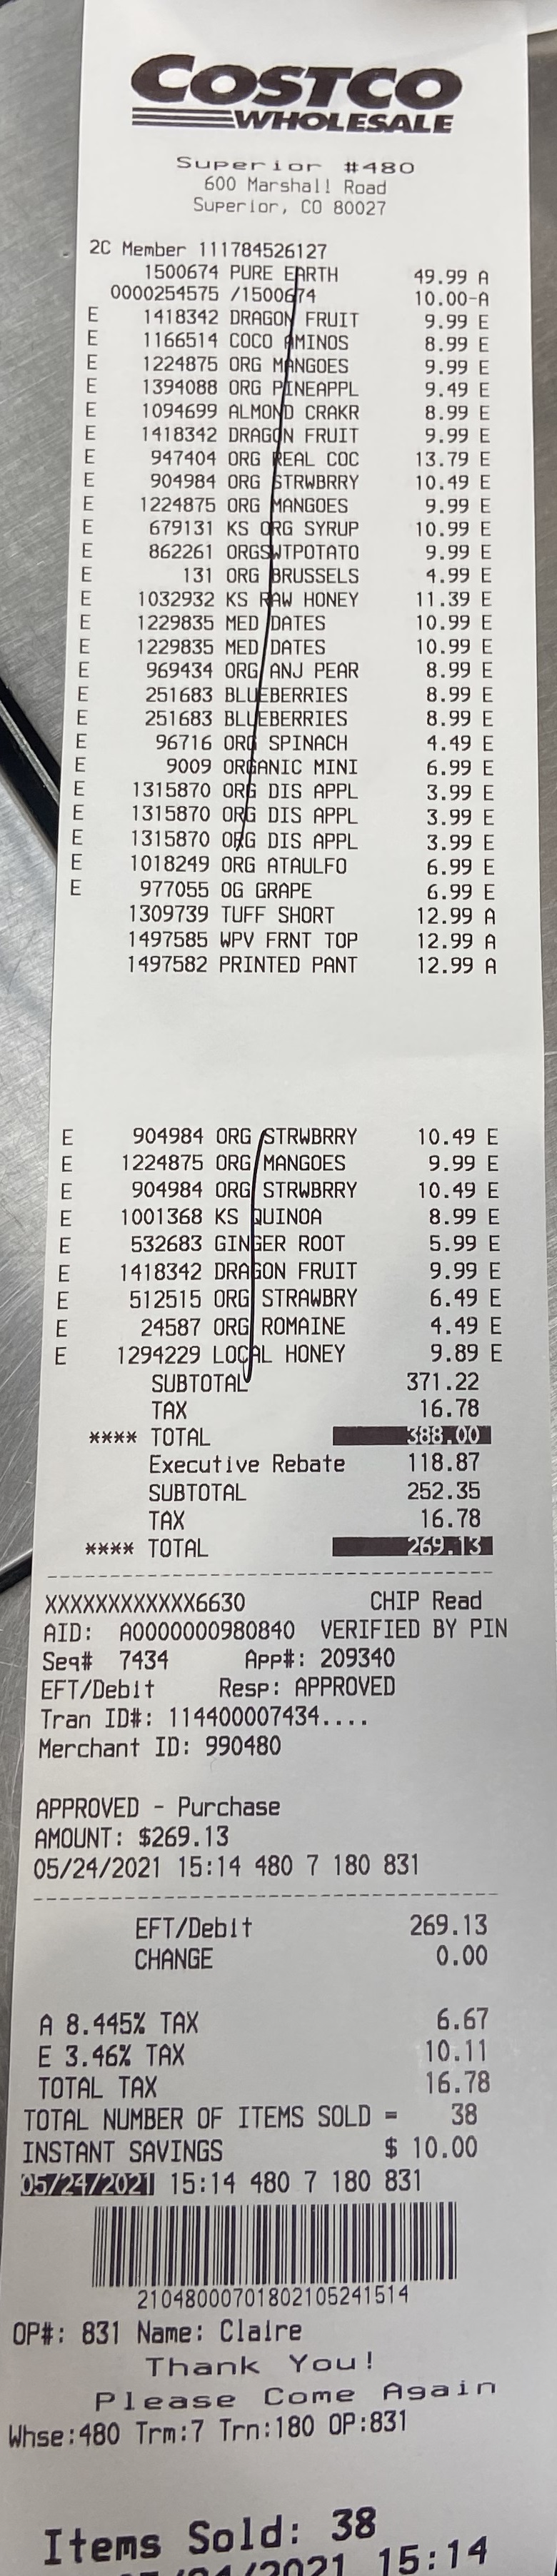 COSTCO
WHOLESALE
Superior #480
600 Marshall Road
Superior, CO 80027
2C Member 111784526127
1500674 PURE EARTH 49.99 A
0000254575 /1500674 10.00-A
E 1418342 DRAGON FRUIT 9.99 E
E 1166514 COCO AMINOS 8.99 E
E 1224875 ORG MANGOES 9.99 E
E 1394088 ORG PINEAPPL 9.49 E
E 1094699 ALMOND CRAKR 8.99 E
E 1418342 DRAGON FRUIT 9.99 E
E 947404 ORG REAL COC 13.79 E
E 904984 ORG STRWBRRY 10.49 E
E 1224875 ORG MANGOES 9.99 E
E 679131 KS ORG SYRUP 10.99 E
E 862261 ORGSWTPOTATO 9.99 E
E 131 ORG BRUSSELS 4.99 E
E 1032932 KS RAW HONEY 11.39 E
E 1229835 MED DATES 10.99 E
E 1229835 MED DATES 10.99 E
E 969434 ORG ANJ PEAR 8.99 E
E 251683 BLUEBERRIES 8.99 E
E 251683 BLUEBERRIES 8.99 E
E 96716 ORG SPINACH 4.49 E
E 9009 ORGANIC MINI 6.99 E
E 1315870 ORG DIS APPL 3.99 E
E 1315870 ORG DIS APPL 3.99 E
E 1315870 ORG DIS APPL 3.99 E
E 1018249 ORG ATAULFO 6.99 E
E 977055 OG GRAPE 6.99 E
1309739 TUFF SHORT 12.99 A
1497585 WPV FRNT TOP 12.99 A
1497582 PRINTED PANT 12.99 A
E 904984 ORG STRWBRRY 10.49 E
E 1224875 ORG MANGOES 9.99 E
E 904984 ORG STRWBRRY 10.49 E
E 1001368 KS QUINOA 8.99 E
E 532683 GINGER ROOT 5.99 E
E 1418342 DRAGON FRUIT 9.99 E
E 512515 ORG STRAWBRY 6.49 E
E 24587 ORG ROMAINE 4.49 E
E 1294229 LOCAL HONEY 9.89 E
SUBTOTAL 371.22
TAX 16.78
**** TOTAL 388.00
Executive Rebate 118.87
SUBTOTAL 252.35
TAX 16.78
**** TOTAL 269.13
XXXXXXXXXXXX6630 CHIP Read
AID: A0000000980840 VERIFIED BY PIN
Seq# 7434 App#: 209340
EFT/Debit Resp: APPROVED
Tran ID#: 114400007434....
Merchant ID: 990480
APPROVED - Purchase
AMOUNT: $269.13
05/24/2021 15:14 480 7 180 831
EFT/Debit 269.13
CHANGE 0.00
A 8.445% TAX 6.67
E 3.46% TAX 10.11
TOTAL TAX 16.78
TOTAL NUMBER OF ITEMS SOLD = 38
INSTANT SAVINGS $ 10.00
05/24/2021 15:14 480 7 180 831
21048000701802105241514
OP#: 831 Name: Claire
Thank You!
Please Come Again
Whse:480 Trm:7 Trn:180 OP:831
Items Sold: 38
05/24/2021 15:14